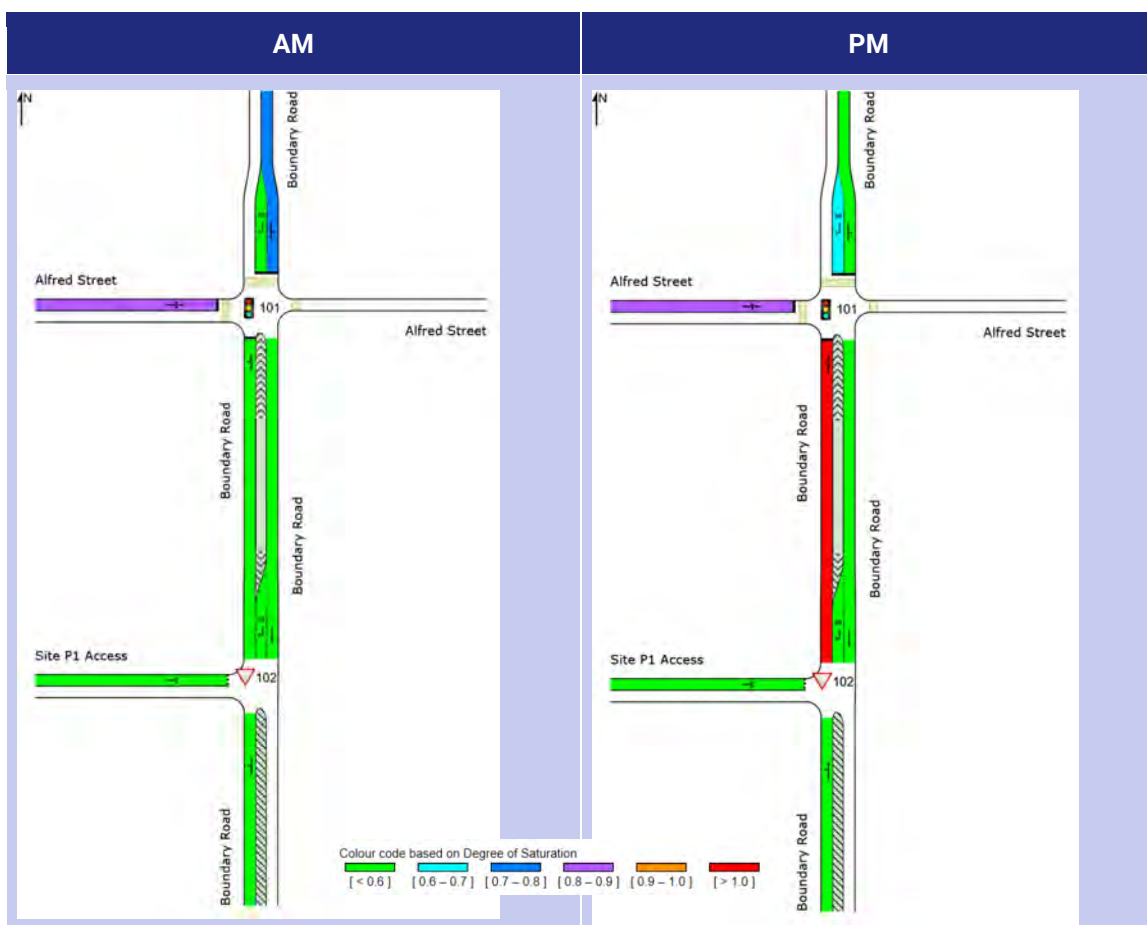 AM
PM
N
Boundary Road
Alfred Street
101
Alfred Street
Boundary Road
Boundary Road
Site P1 Access
102
Boundary Road
N
Boundary Road
Alfred Street
101
Alfred Street
Boundary Road
Boundary Road
Site P1 Access
102
Boundary Road
Colour code based on Degree of Saturation
[ < 0.6 ] [ 0.6 – 0.7 ] [ 0.7 – 0.8 ] [ 0.8 – 0.9 ] [ 0.9 – 1.0 ] [ > 1.0 ]